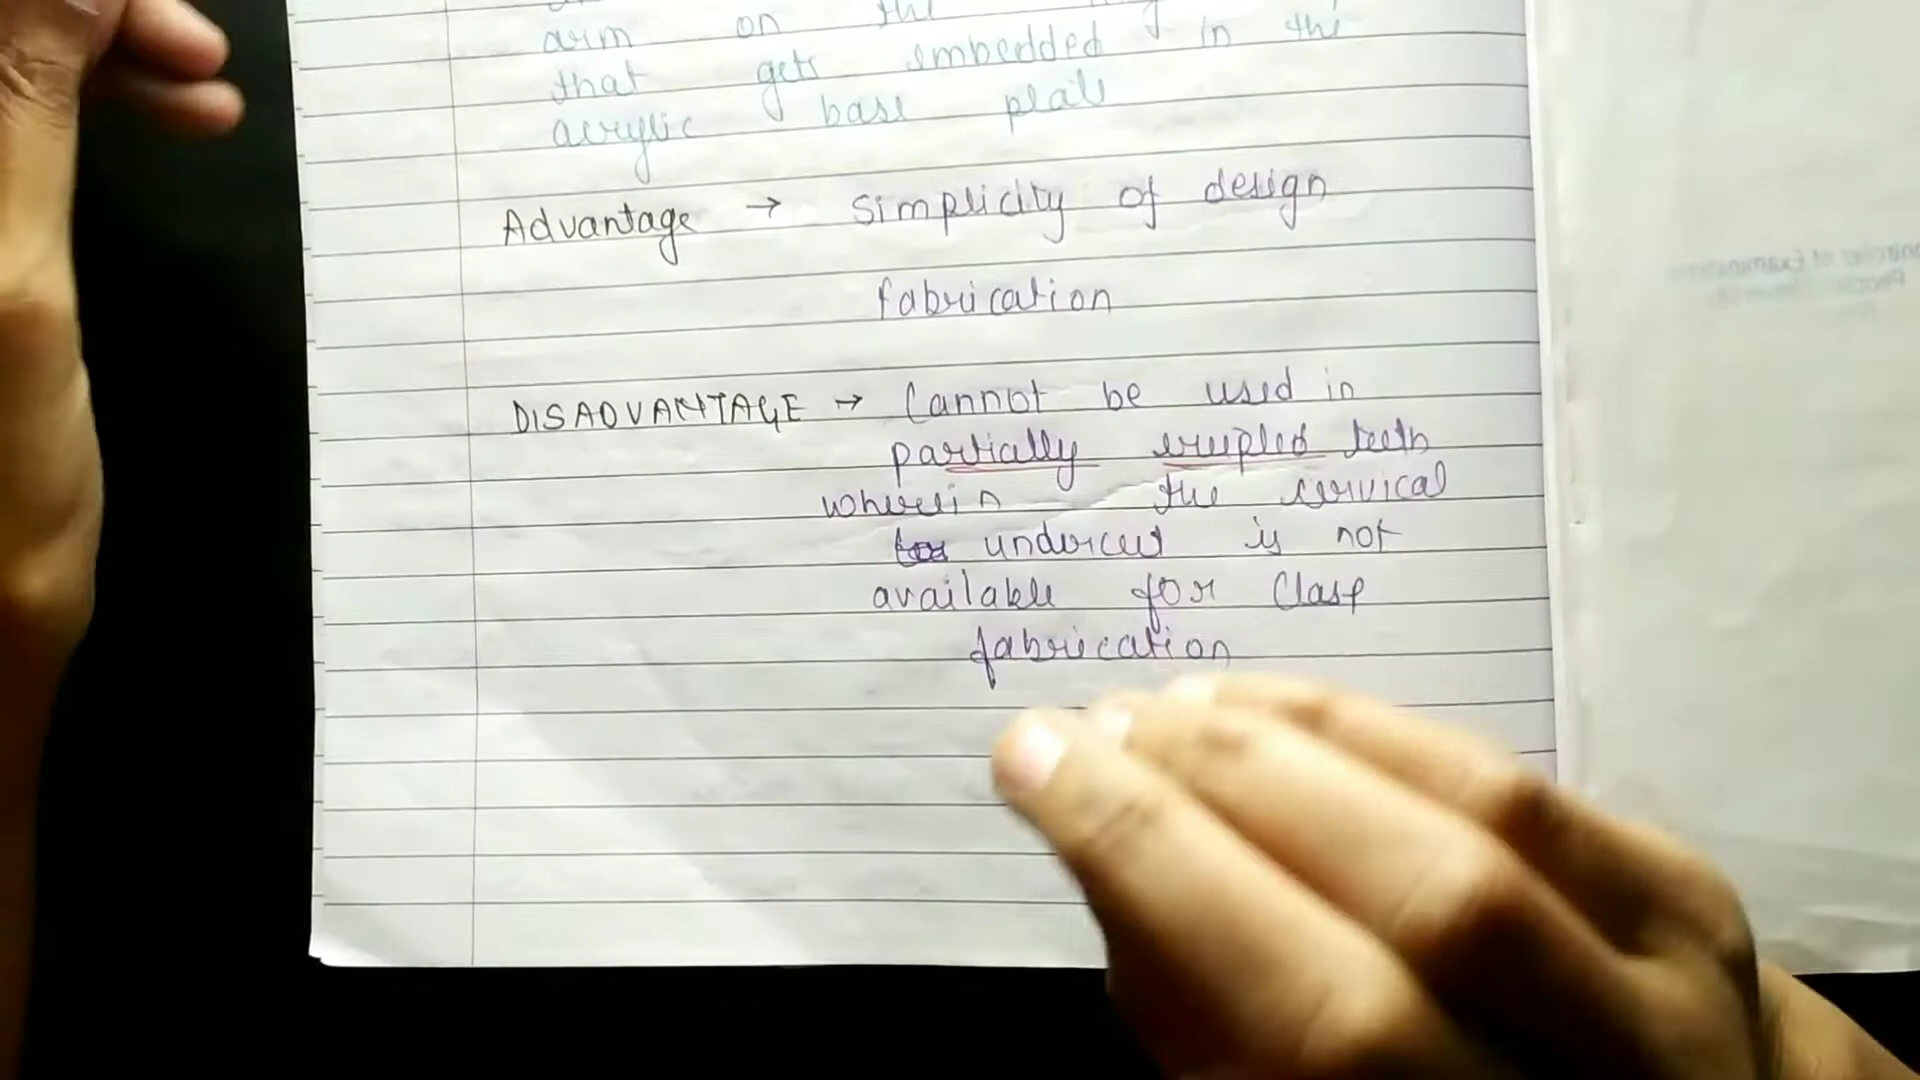 arm on the
that gets embedded in the
acrylic base plate
Advantage → Simplicity of design
fabrication
DISADVANTAGE → Cannot be used in
partially erupted teeth
wherein the cervical
undercut is not
available for Clasp
fabrication